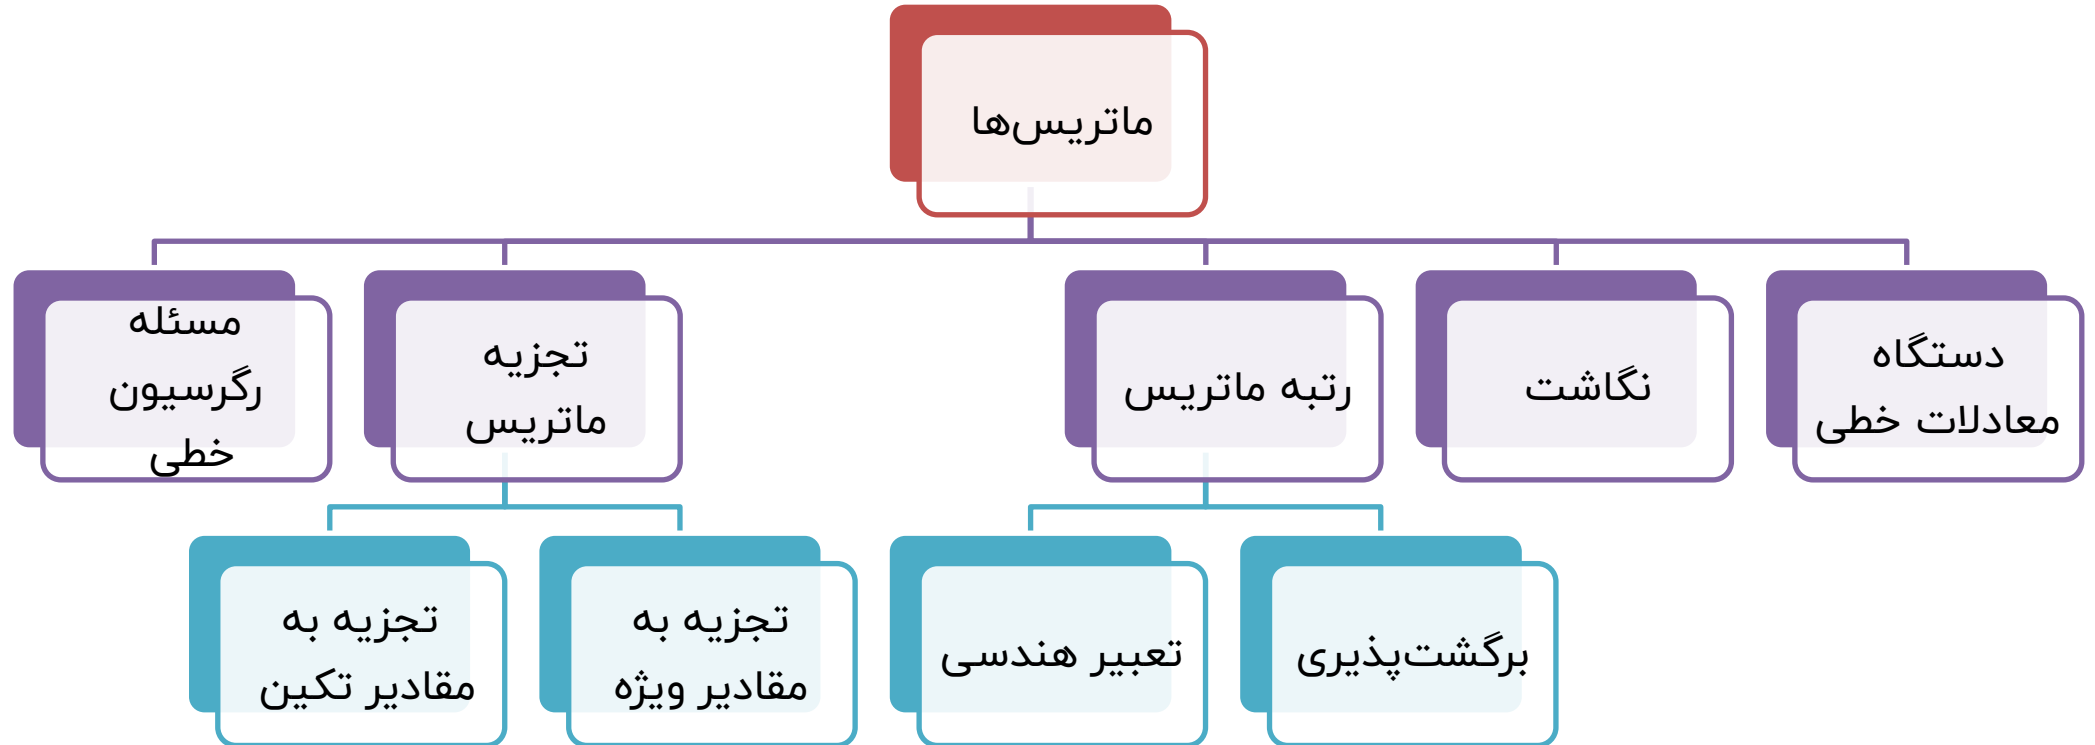 ماتریس‌ها
دستگاه
معادلات خطی
نگاشت
رتبه ماتریس
تجزیه
ماتریس
مسئله
رگرسیون
خطی
برگشت‌پذیری
تعبیر هندسی
تجزیه به
مقادیر ویژه
تجزیه به
مقادیر تکین